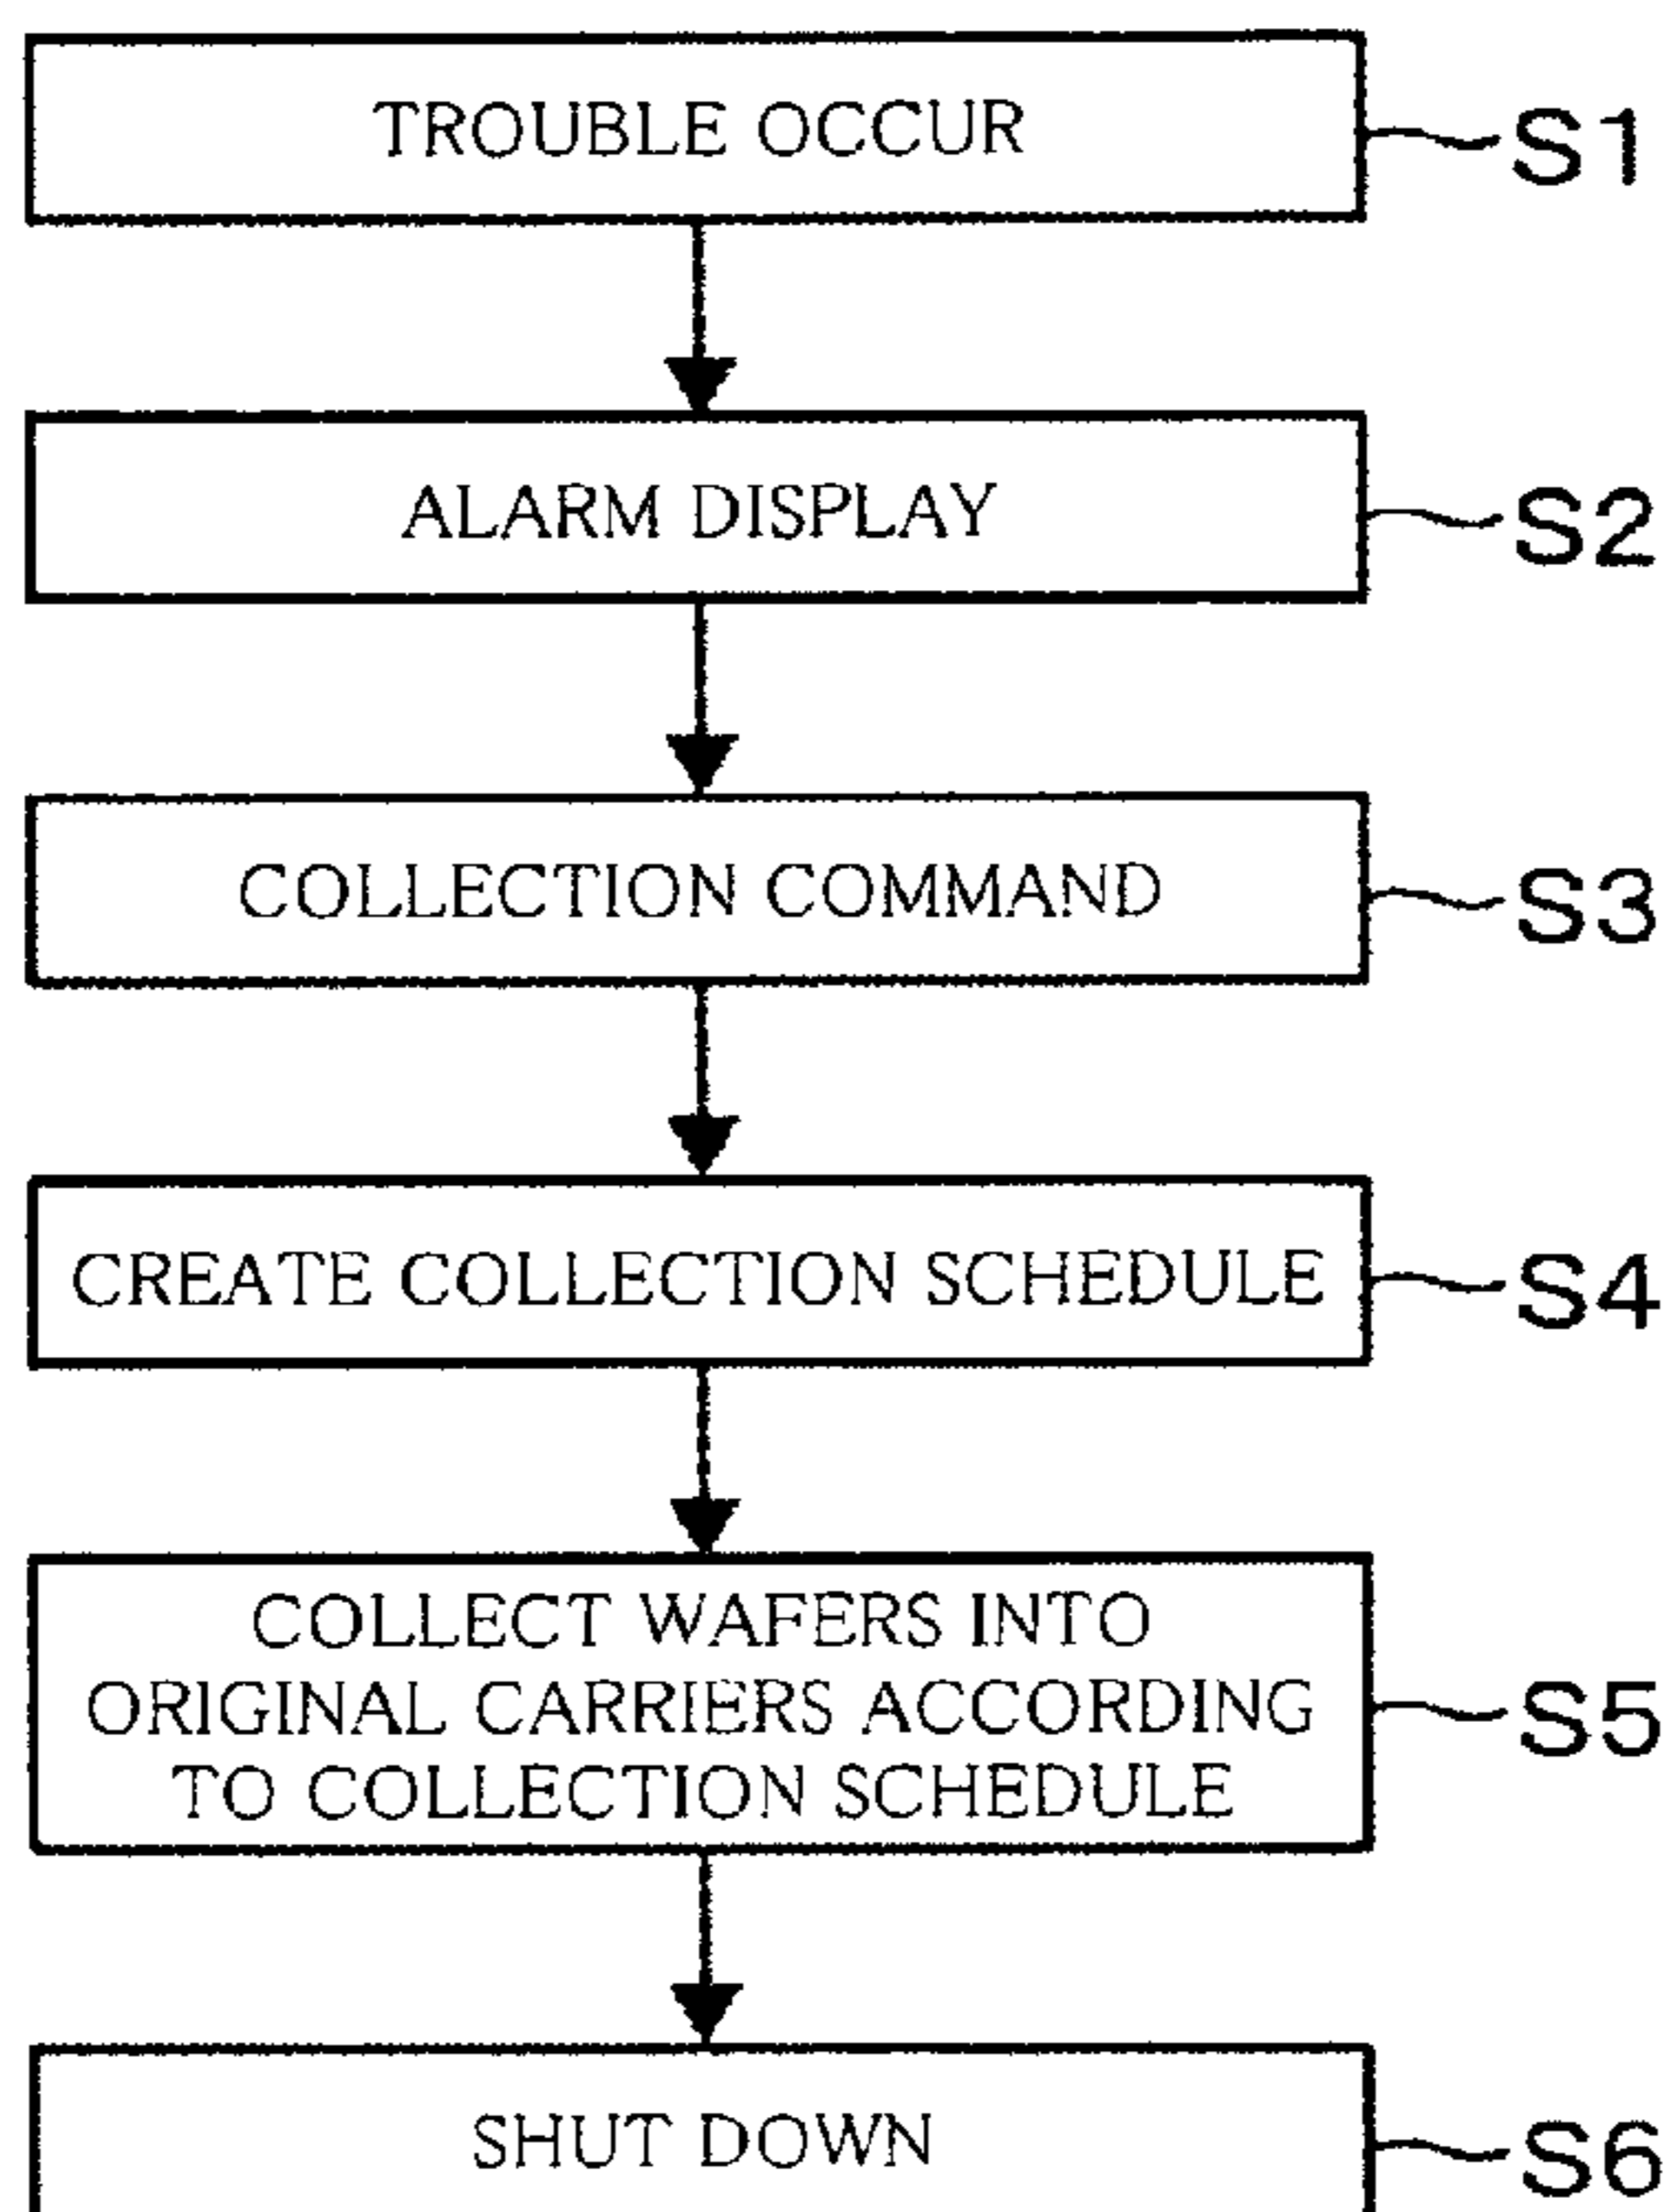 TROUBLE OCCUR
S1
ALARM DISPLAY
S2
COLLECTION COMMAND
S3
CREATE COLLECTION SCHEDULE
S4
COLLECT WAFERS INTO
ORIGINAL CARRIERS ACCORDING
TO COLLECTION SCHEDULE
S5
SHUT DOWN
S6